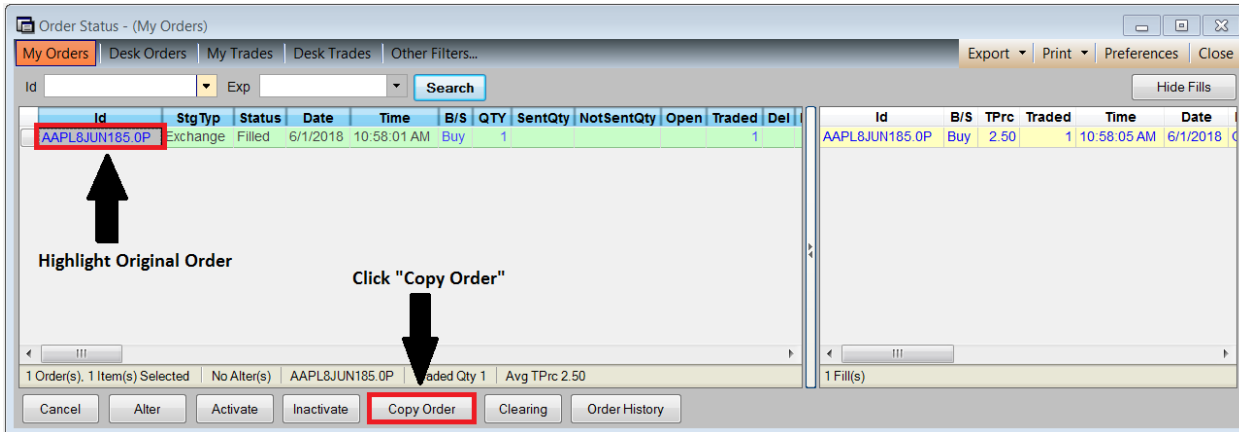 Order Status - (My Orders)
My Orders Desk Orders My Trades Desk Trades Other Filters... Export Print Preferences Close
Id Exp Search Hide Fills
Id StgTyp Status Date Time B/S QTY SentQty NotSentQty Open Traded Del Id B/S TPrc Traded Time Date
AAPL8JUN185.0P Exchange Filled 6/1/2018 10:58:01 AM Buy 1 1 AAPL8JUN185.0P Buy 2.50 1 10:58:05 AM 6/1/2018
Highlight Original Order
Click "Copy Order"
1 Order(s), 1 Item(s) Selected No Alter(s) AAPL8JUN185.0P Qty 1 Avg TPrc 2.50 1 Fill(s)
Cancel Alter Activate Inactivate Copy Order Clearing Order History